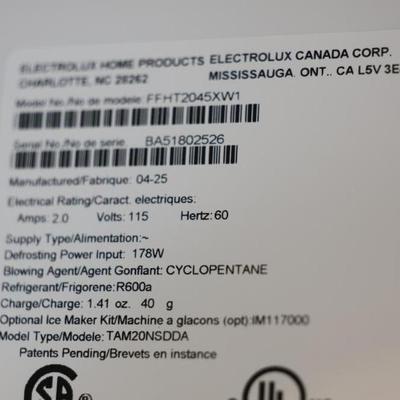 ELECTROLUX HOME PRODUCTS ELECTROLUX CANADA CORP.
CHARLOTTE, NC 28262 MISSISSAUGA, ONT., CA L5V 3E
Model No./No de modele: FFHT2045XW1
Serial No./No de serie: BA51802526
Manufactured/Fabrique: 04-25
Electrical Rating/Caract. electriques:
Amps: 2.0 Volts: 115 Hertz: 60
Supply Type/Alimentation:~
Defrosting Power Input: 178W
Blowing Agent/Agent Gonflant: CYCLOPENTANE
Refrigerant/Frigorene: R600a
Charge/Charge: 1.41 oz. 40 g
Optional Ice Maker Kit/Machine a glacons (opt):IM117000
Model Type/Modele: TAM20NSDDA
Patents Pending/Brevets en instance
SA
UL